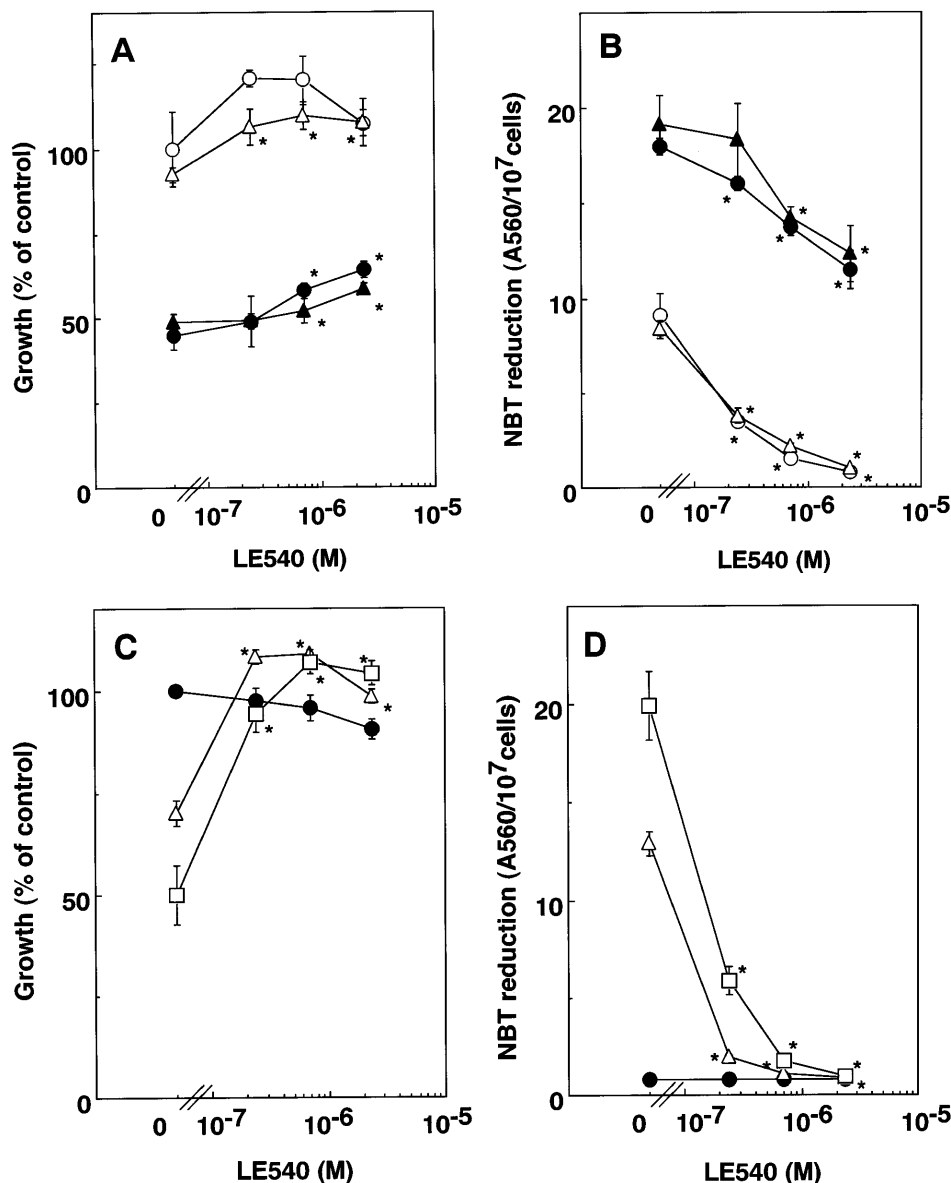 A
Growth (% of control)
100
50
0
0 10-7 10-6 10-5
LE540 (M)
B
NBT reduction (A560/10⁷cells)
20
10
0
0 10-7 10-6 10-5
LE540 (M)
C
Growth (% of control)
100
50
0
0 10-7 10-6 10-5
LE540 (M)
D
NBT reduction (A560/10⁷cells)
20
10
0
0 10-7 10-6 10-5
LE540 (M)